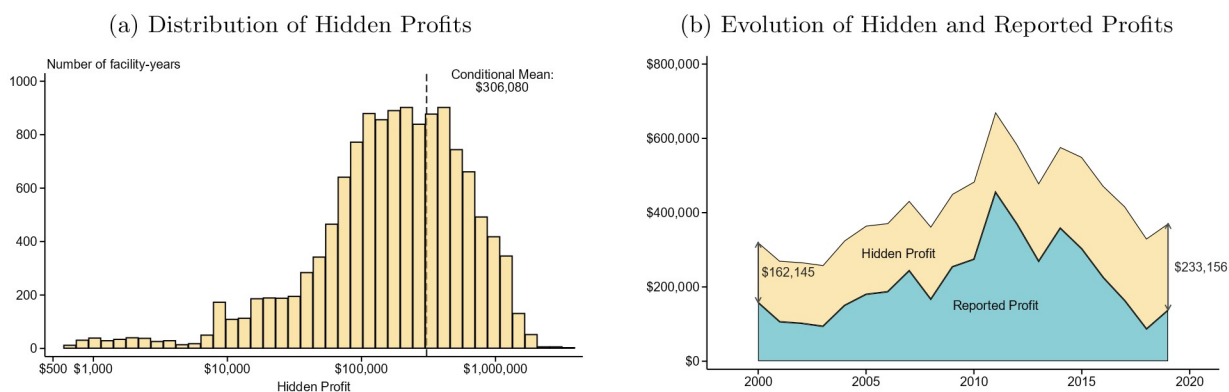 (a) Distribution of Hidden Profits
Number of facility-years
1000
800
600
400
200
0
Conditional Mean:
$306,080
$500 $1,000 $10,000 $100,000 $1,000,000
Hidden Profit
(b) Evolution of Hidden and Reported Profits
$800,000
$600,000
$400,000
$200,000
$0
Hidden Profit
$162,145
$233,156
Reported Profit
2000 2005 2010 2015 2020